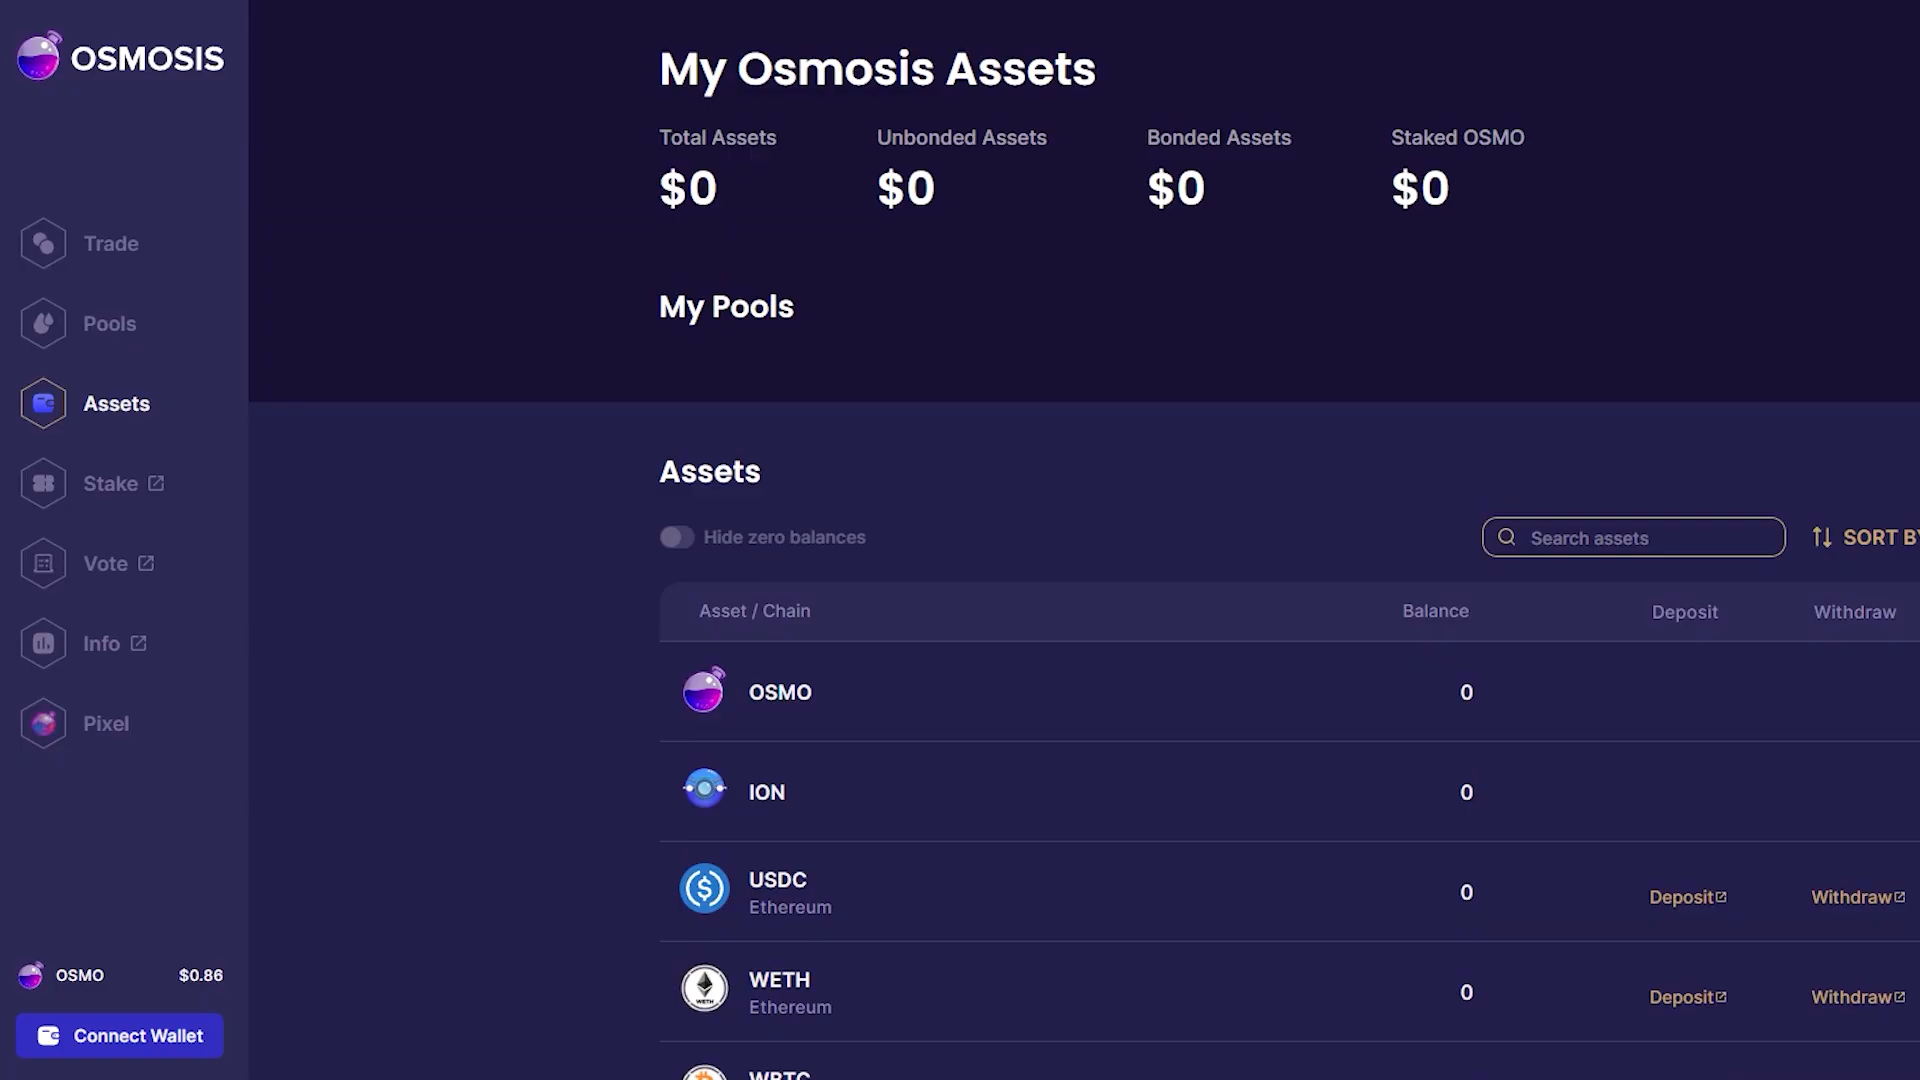 OSMOSIS
Trade
Pools
Assets
Stake
Vote
Info
Pixel
OSMO $0.86
Connect Wallet
My Osmosis Assets
Total Assets Unbonded Assets Bonded Assets Staked OSMO
$0 $0 $0 $0
My Pools
Assets
Hide zero balances Search assets SORT BY
Asset / Chain Balance Deposit Withdraw
OSMO 0
ION 0
USDC
Ethereum 0 Deposit Withdraw
WETH
Ethereum 0 Deposit Withdraw
WBTC